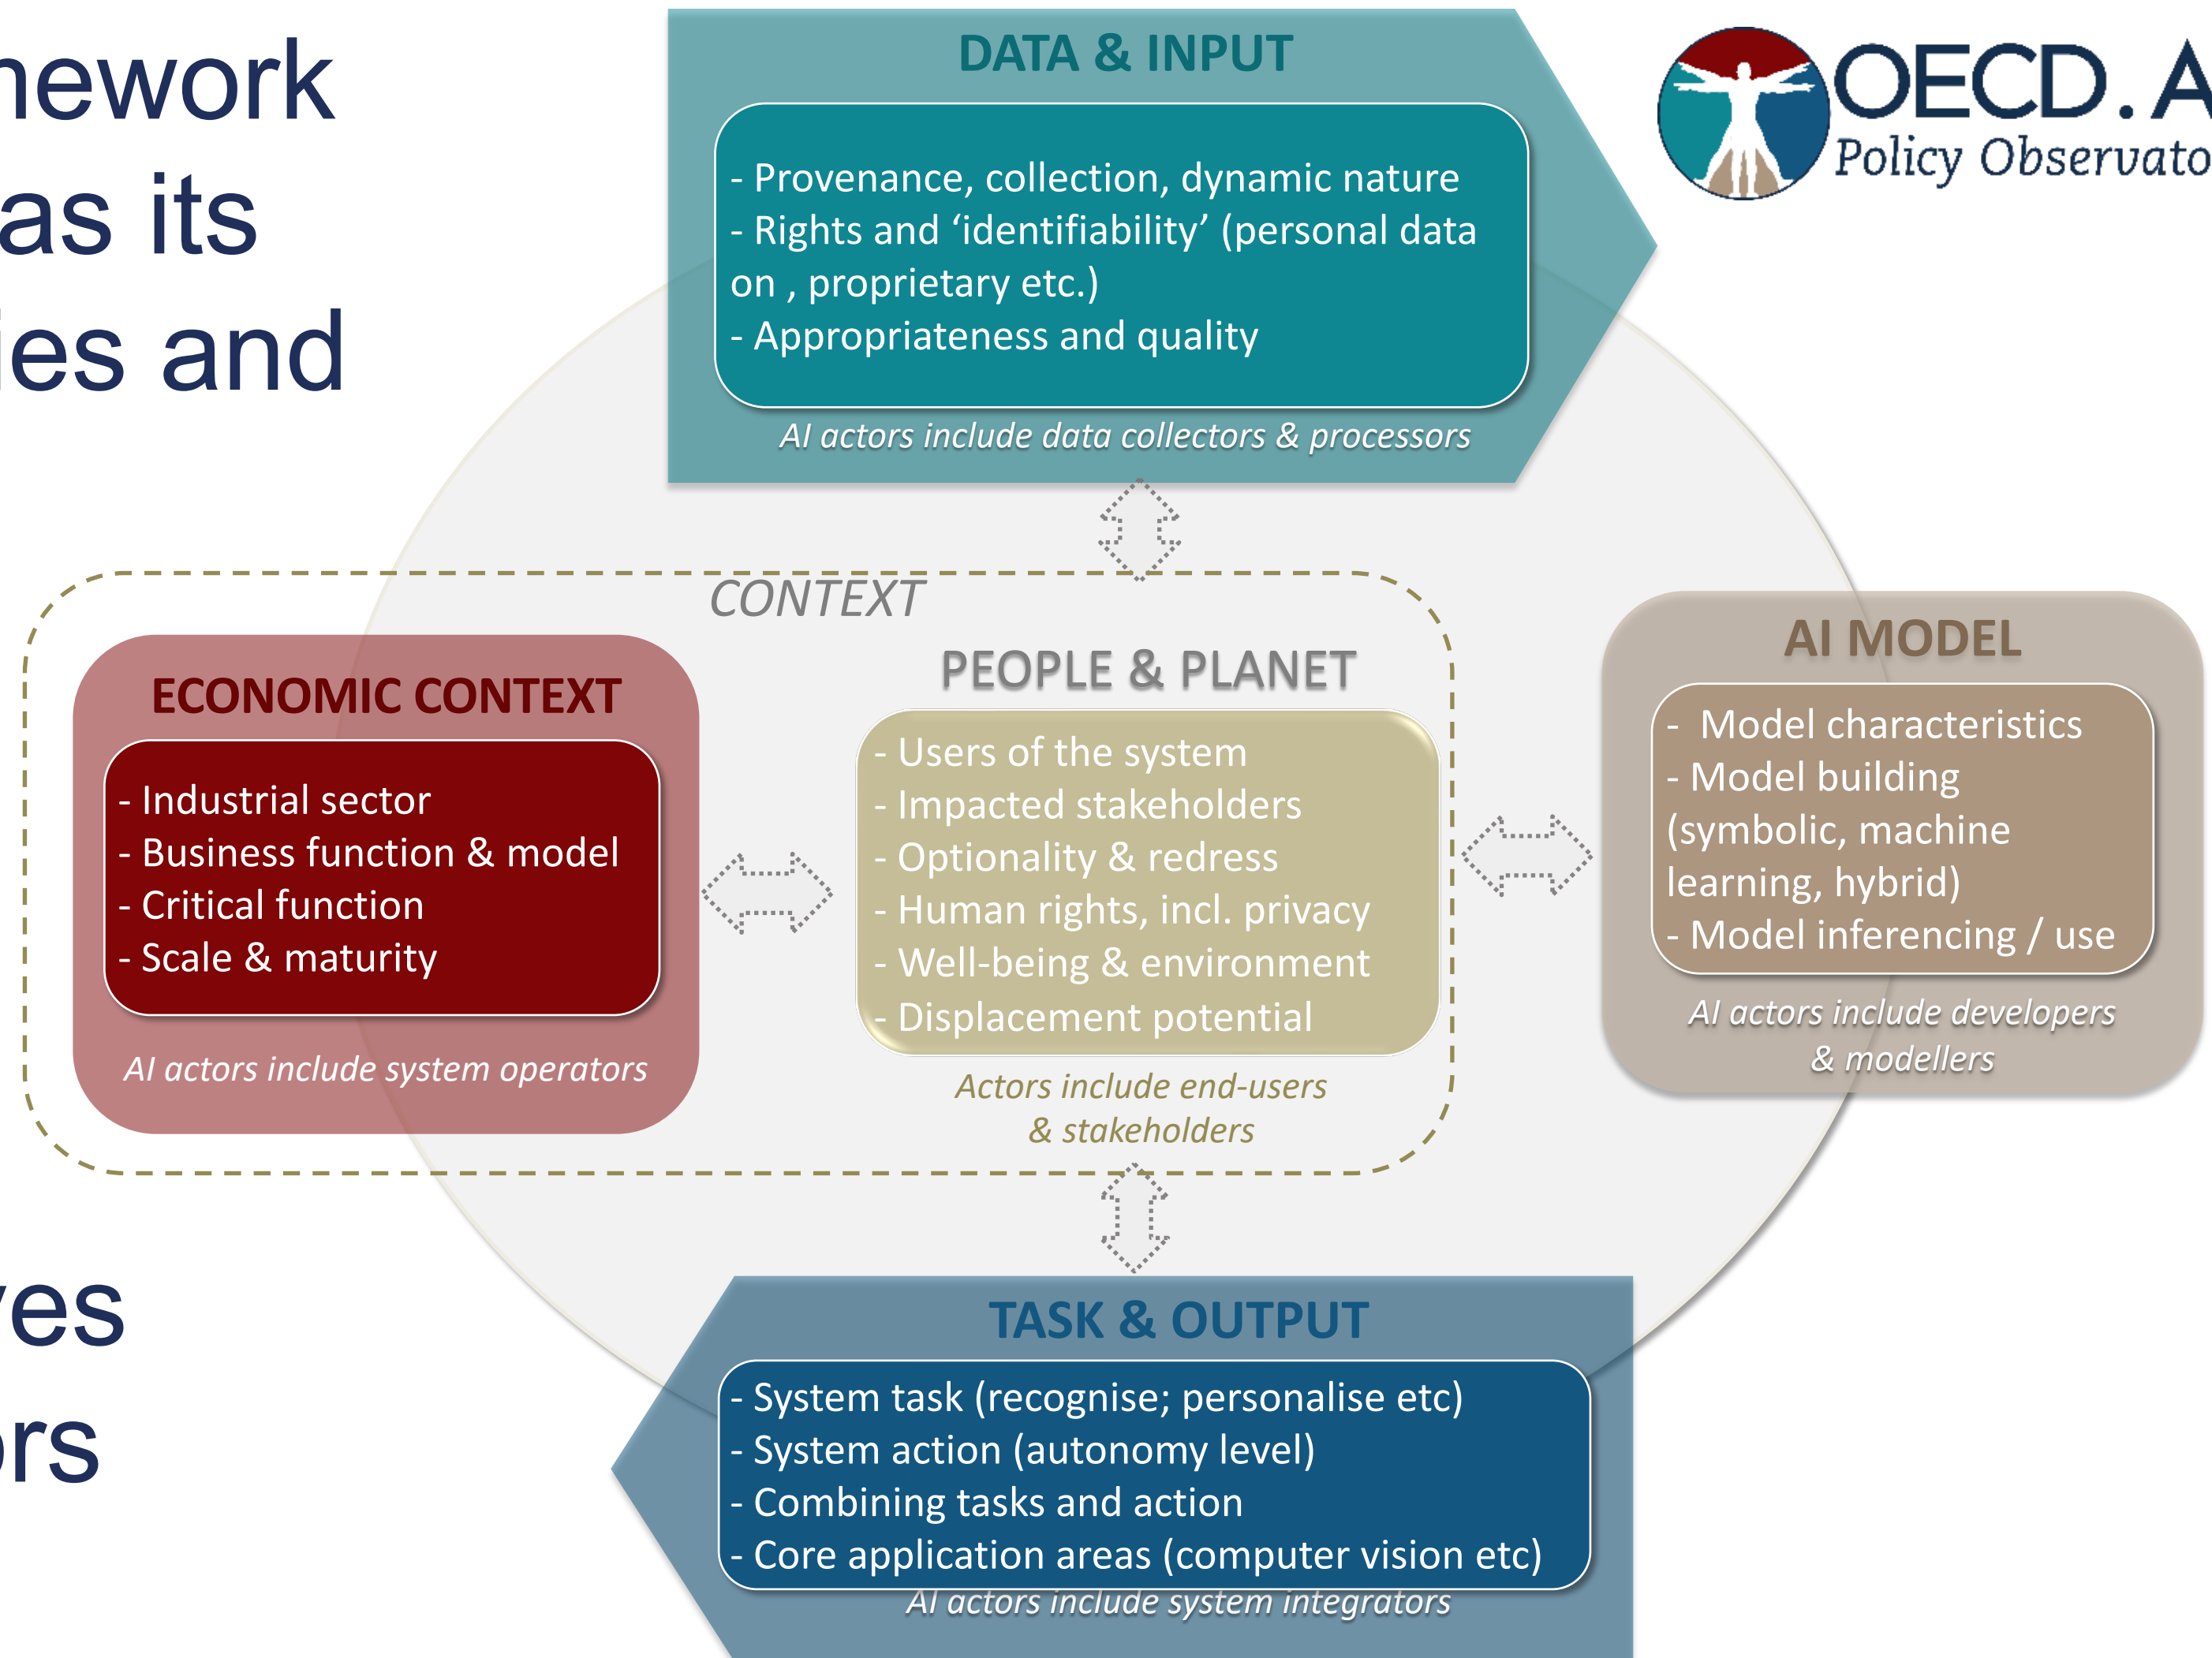 mework
as its
ies and
ves
ors
DATA & INPUT
- Provenance, collection, dynamic nature
- Rights and ‘identifiability’ (personal data
on , proprietary etc.)
- Appropriateness and quality
AI actors include data collectors & processors
OECD.A
Policy Observato
CONTEXT
ECONOMIC CONTEXT
- Industrial sector
- Business function & model
- Critical function
- Scale & maturity
AI actors include system operators
PEOPLE & PLANET
- Users of the system
- Impacted stakeholders
- Optionality & redress
- Human rights, incl. privacy
- Well-being & environment
- Displacement potential
Actors include end-users
& stakeholders
AI MODEL
- Model characteristics
- Model building
(symbolic, machine
learning, hybrid)
- Model inferencing / use
AI actors include developers
& modellers
TASK & OUTPUT
- System task (recognise; personalise etc)
- System action (autonomy level)
- Combining tasks and action
- Core application areas (computer vision etc)
AI actors include system integrators